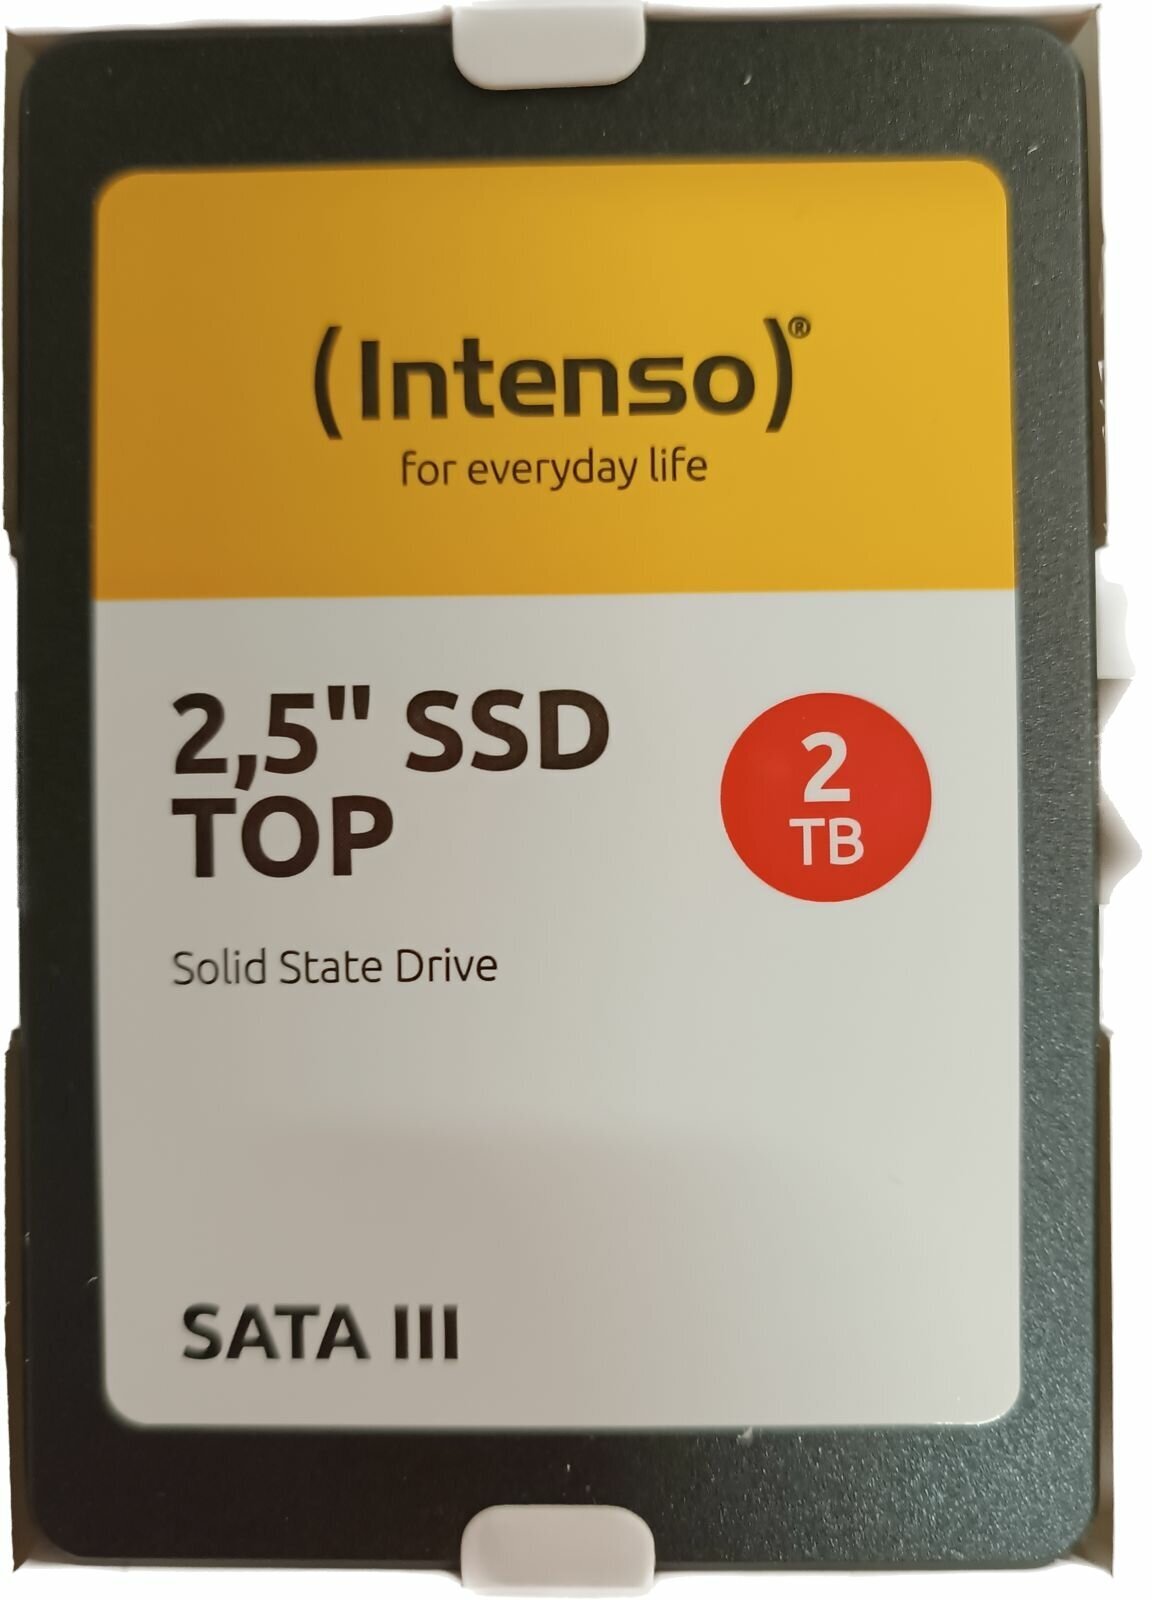 (Intenso)®
for everyday life
2,5" SSD
TOP
2
TB
Solid State Drive
SATA III